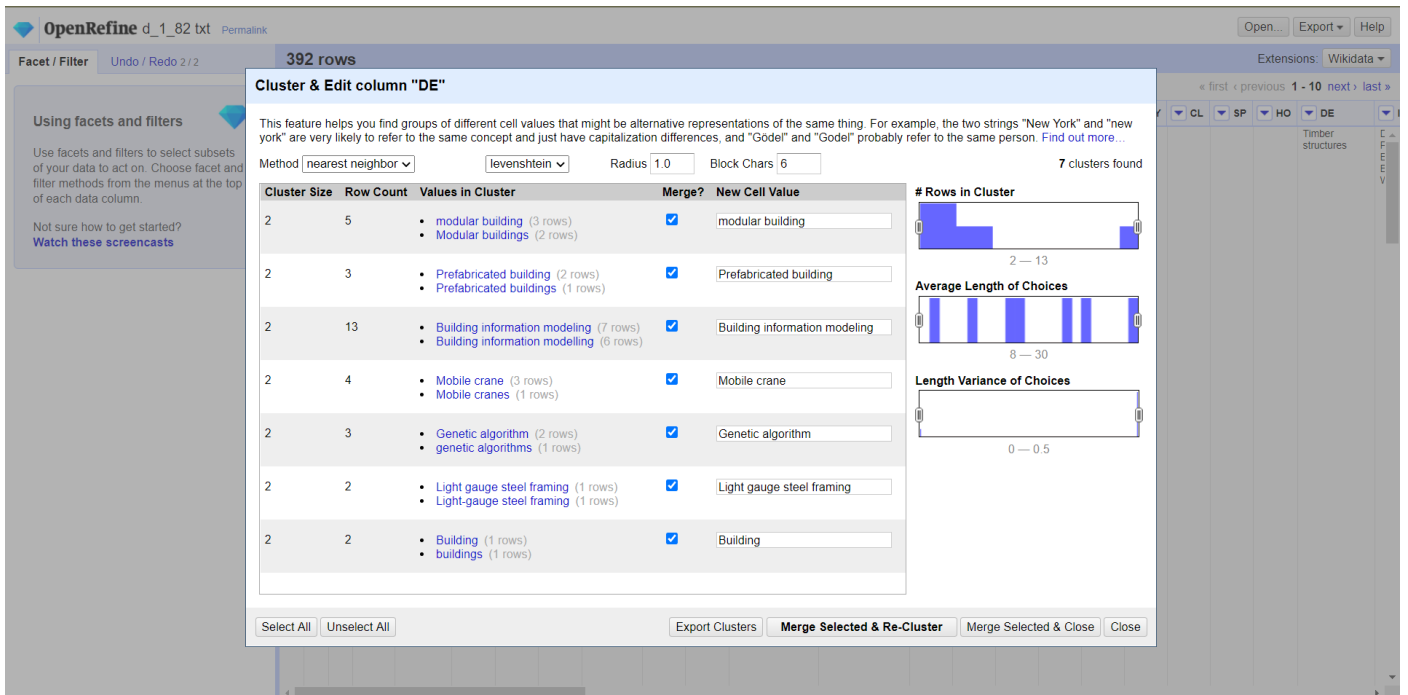 OpenRefine d_1_82 txt Permalink
Open... Export Help
Facet / Filter Undo / Redo 2 / 2
392 rows
Extensions: Wikidata
« first ‹ previous 1 - 10 next › last »
Using facets and filters
Use facets and filters to select subsets
of your data to act on. Choose facet and
filter methods from the menus at the top
of each data column.
Not sure how to get started?
Watch these screencasts
CL SP HO DE
Timber
structures
Cluster & Edit column "DE"
This feature helps you find groups of different cell values that might be alternative representations of the same thing. For example, the two strings "New York" and "new
york" are very likely to refer to the same concept and just have capitalization differences, and "Gödel" and "Godel" probably refer to the same person. Find out more…
Method nearest neighbor levenshtein Radius 1.0 Block Chars 6 7 clusters found
Cluster Size Row Count Values in Cluster Merge? New Cell Value
2 5 • modular building (3 rows) modular building
• Modular buildings (2 rows)
2 3 • Prefabricated building (2 rows) Prefabricated building
• Prefabricated buildings (1 rows)
2 13 • Building information modeling (7 rows) Building information modeling
• Building information modelling (6 rows)
2 4 • Mobile crane (3 rows) Mobile crane
• Mobile cranes (1 rows)
2 3 • Genetic algorithm (2 rows) Genetic algorithm
• genetic algorithms (1 rows)
2 2 • Light gauge steel framing (1 rows) Light gauge steel framing
• Light-gauge steel framing (1 rows)
2 2 • Building (1 rows) Building
• buildings (1 rows)
# Rows in Cluster
2 — 13
Average Length of Choices
8 — 30
Length Variance of Choices
0 — 0.5
Select All Unselect All Export Clusters Merge Selected & Re-Cluster Merge Selected & Close Close